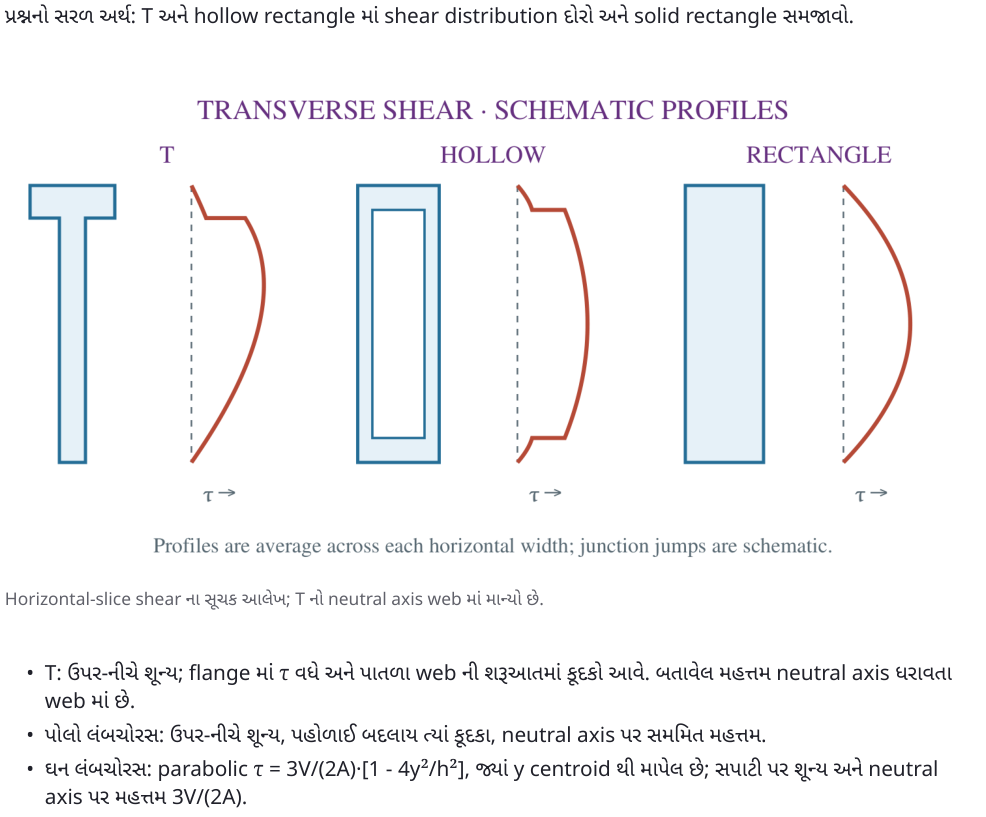 પ્રશ્નનો સરળ અર્થ: T અને hollow rectangle માં shear distribution દોરો અને solid rectangle સમજાવો.
TRANSVERSE SHEAR · SCHEMATIC PROFILES
T HOLLOW RECTANGLE
τ→ τ→ τ→
Profiles are average across each horizontal width; junction jumps are schematic.
Horizontal-slice shear ના સૂચક આલેખ; T નો neutral axis web માં માન્યો છે.
• T: ઉપર-નીચે શૂન્ય; flange માં τ વધે અને પાતળા web ની શરૂઆતમાં કૂદકો આવે. બતાવેલ મહત્તમ neutral axis ધરાવતા
web માં છે.
• પોલો લંબચોરસ: ઉપર-નીચે શૂન્ય, પહોળાઈ બદલાય ત્યાં કૂદકા, neutral axis પર સમમિત મહત્તમ.
• ઘન લંબચોરસ: parabolic τ = 3V/(2A)·[1 - 4y²/h²], જ્યાં y centroid થી માપેલ છે; સપાટી પર શૂન્ય અને neutral
axis પર મહત્તમ 3V/(2A).